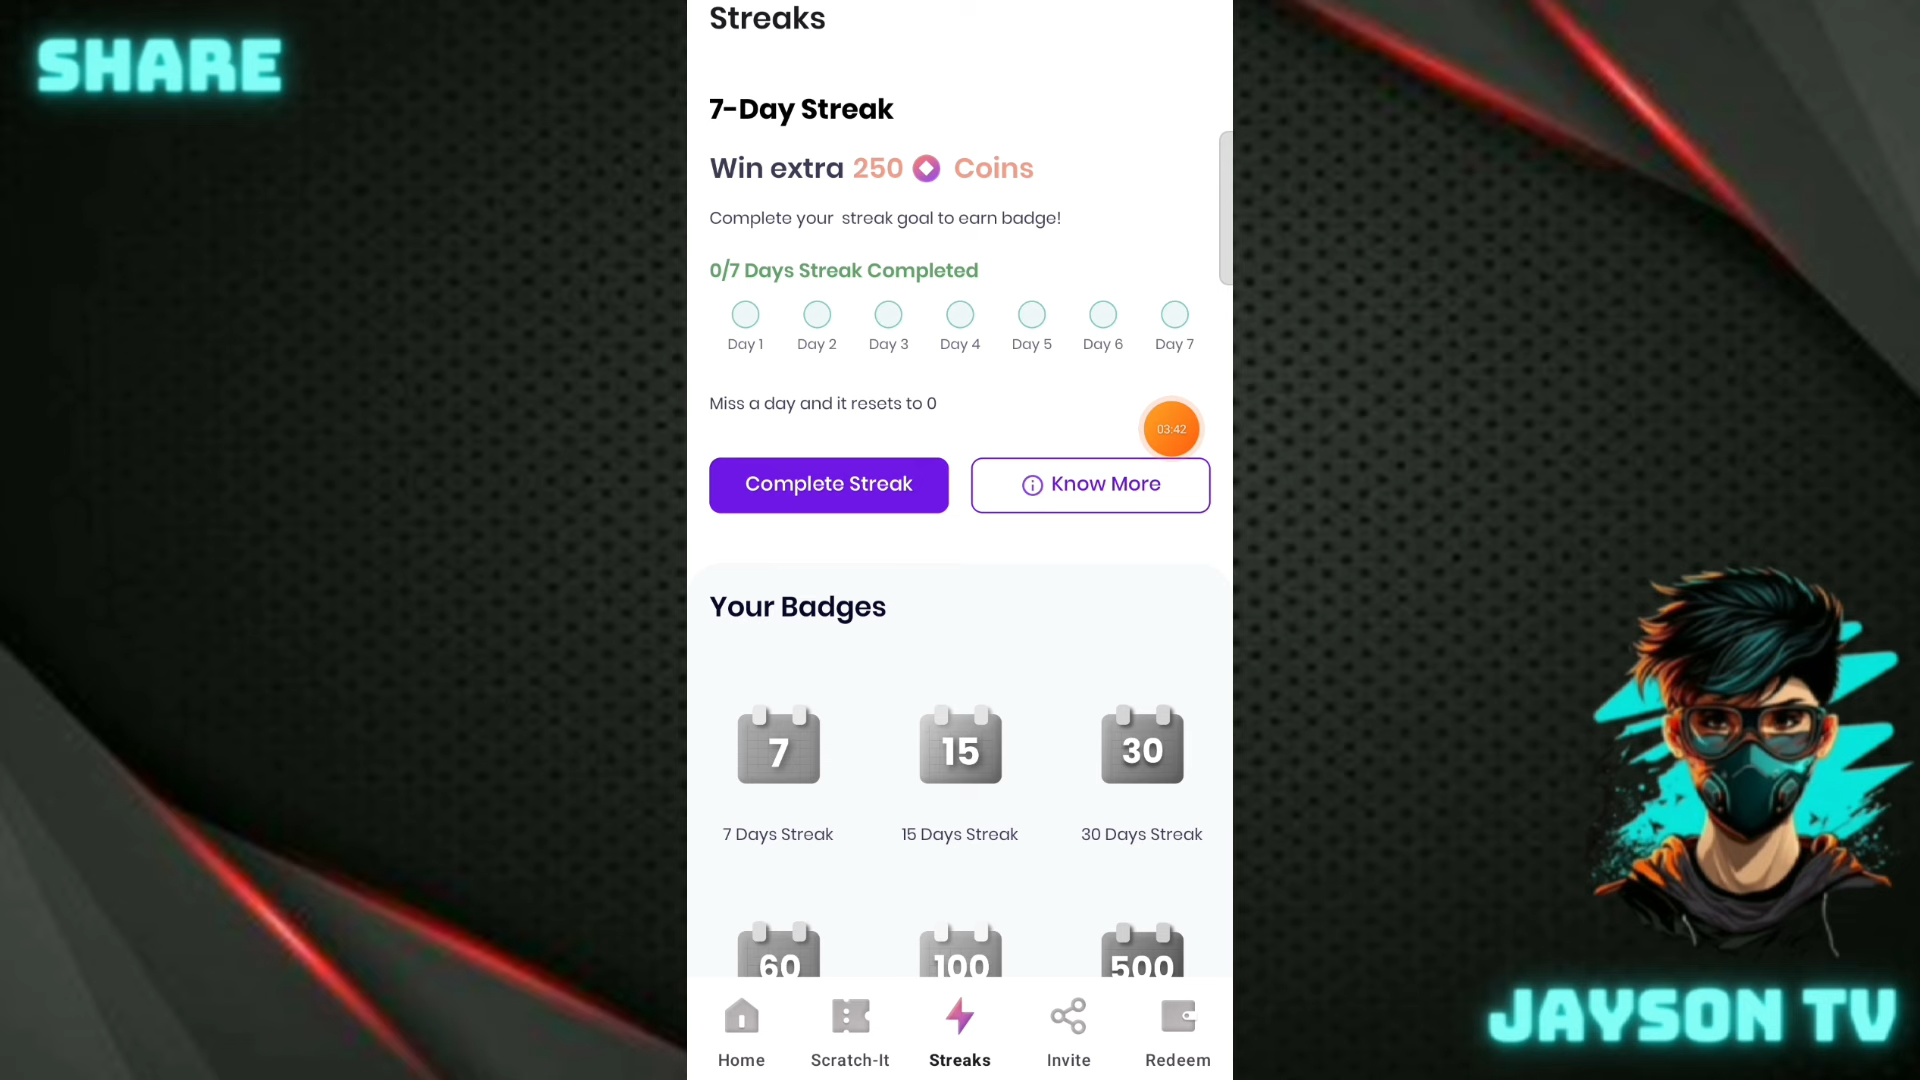 SHARE
Streaks
7-Day Streak
Win extra 250 Coins
Complete your streak goal to earn badge!
0/7 Days Streak Completed
Day 1 Day 2 Day 3 Day 4 Day 5 Day 6 Day 7
Miss a day and it resets to 0
03:42
Complete Streak Know More
Your Badges
7 15 30
7 Days Streak 15 Days Streak 30 Days Streak
60 100 500
Home Scratch-It Streaks Invite Redeem
JAYSON TV